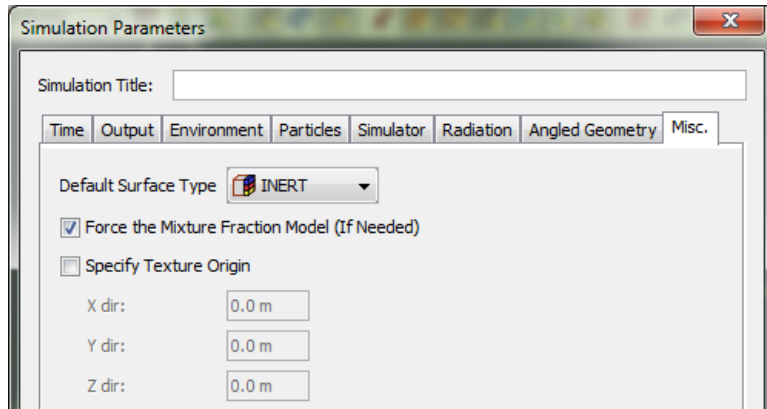 Simulation Parameters
Simulation Title:
Time Output Environment Particles Simulator Radiation Angled Geometry Misc.
Default Surface Type INERT
Force the Mixture Fraction Model (If Needed)
Specify Texture Origin
X dir: 0.0 m
Y dir: 0.0 m
Z dir: 0.0 m